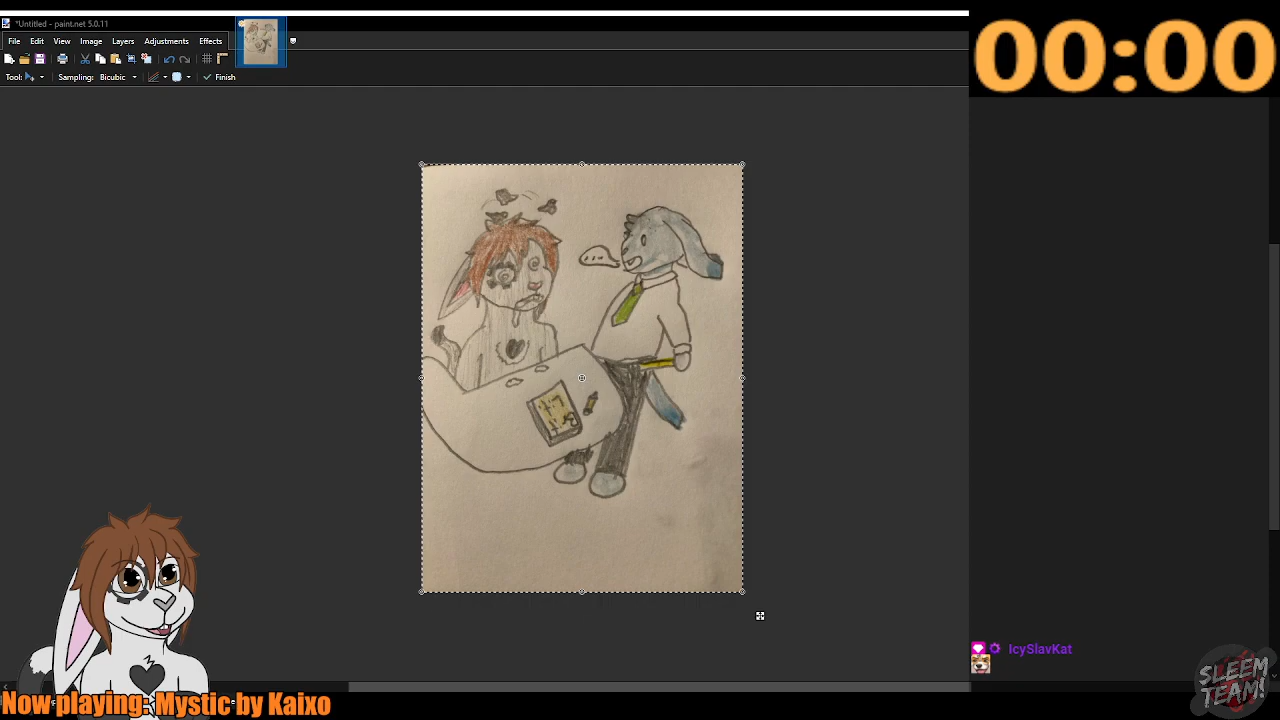 *Untitled - paint.net 5.0.11
File Edit View Image Layers Adjustments Effects
Tool: Sampling: Bicubic Finish
00:00
IcySlavKat
SLEEM TEAM!
Now playing: Mystic by Kaixo